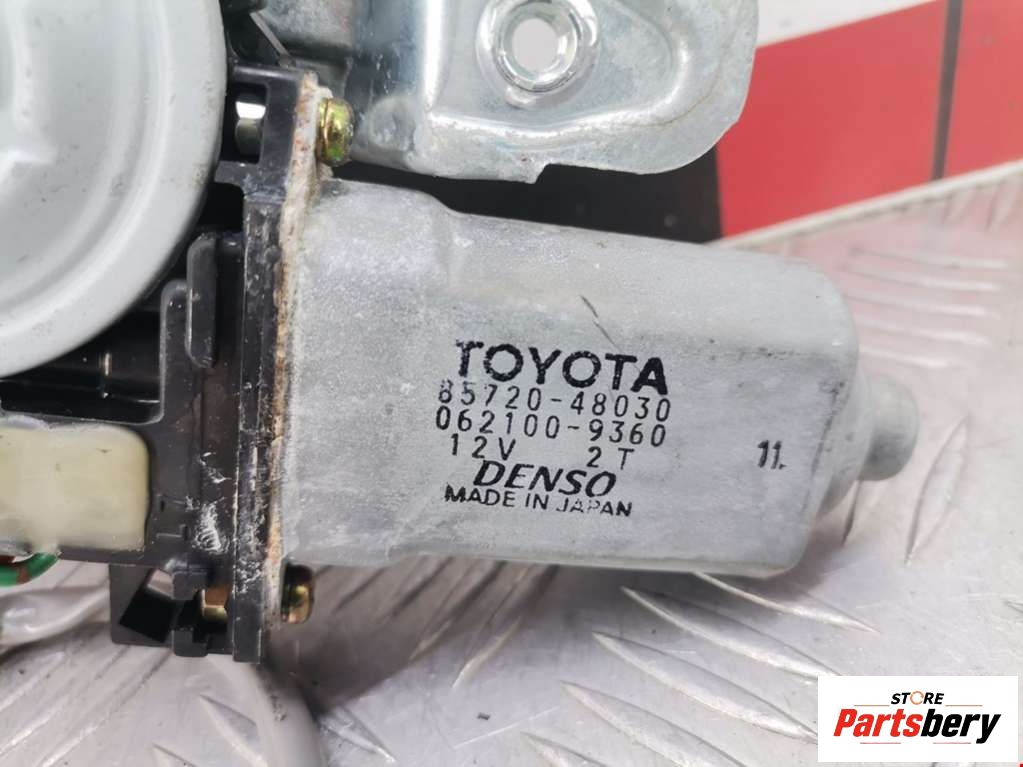 TOYOTA
85720-48030
062100-9360
12V 2T
11.
DENSO
MADE IN JAPAN
STORE
Partsbery